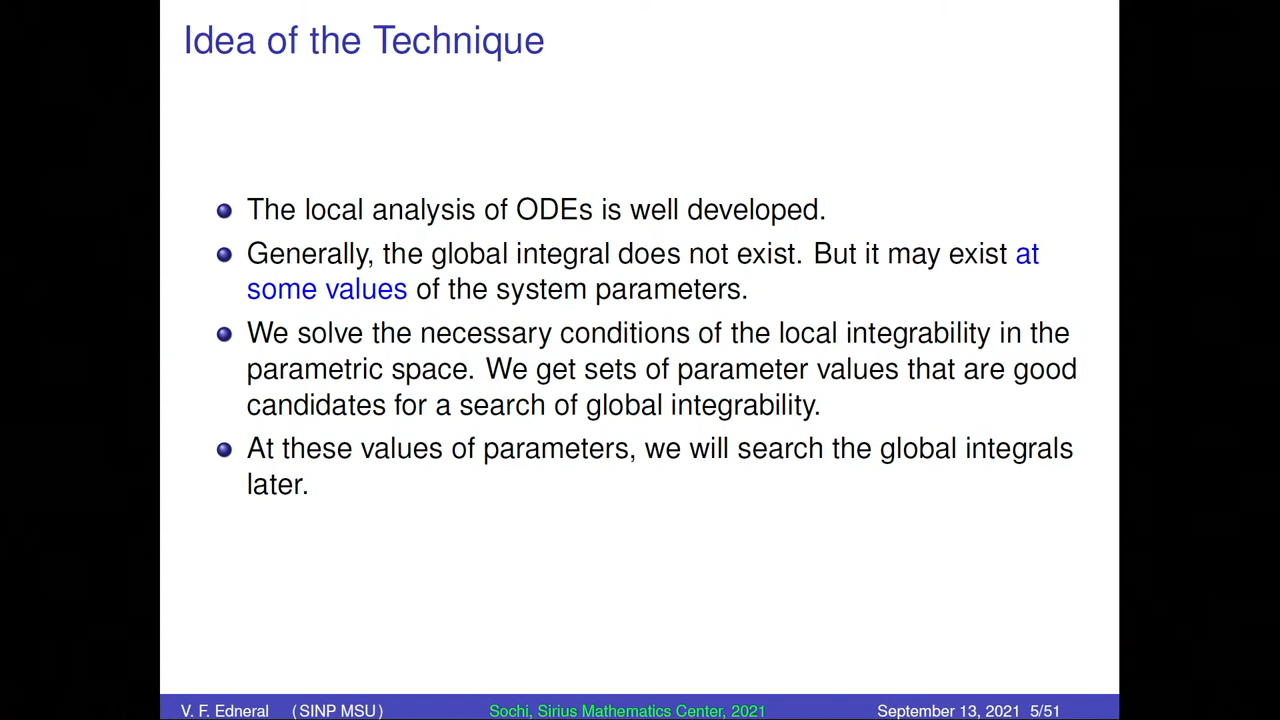 Idea of the Technique
The local analysis of ODEs is well developed.
Generally, the global integral does not exist. But it may exist at
some values of the system parameters.
We solve the necessary conditions of the local integrability in the
parametric space. We get sets of parameter values that are good
candidates for a search of global integrability.
At these values of parameters, we will search the global integrals
later.
V. F. Edneral (SINP MSU) Sochi, Sirius Mathematics Center, 2021 September 13, 2021 5/51